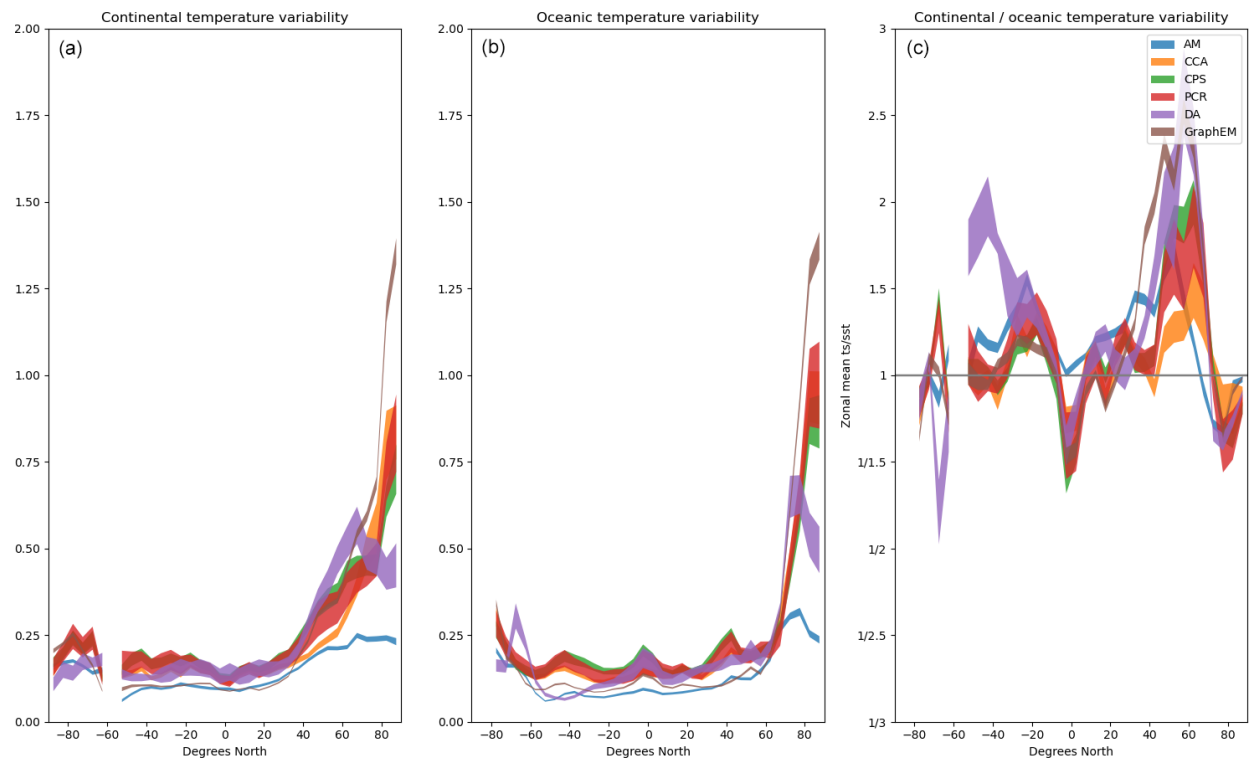 Continental temperature variability
(a)
2.00
1.75
1.50
1.25
1.00
0.75
0.50
0.25
0.00
−80 −60 −40 −20 0 20 40 60 80
Degrees North
Oceanic temperature variability
(b)
2.00
1.75
1.50
1.25
1.00
0.75
0.50
0.25
0.00
−80 −60 −40 −20 0 20 40 60 80
Degrees North
Continental / oceanic temperature variability
(c)
AM
CCA
CPS
PCR
DA
GraphEM
Zonal mean ts/sst
3
2.5
2
1.5
1
1/1.5
1/2
1/2.5
1/3
−80 −60 −40 −20 0 20 40 60 80
Degrees North